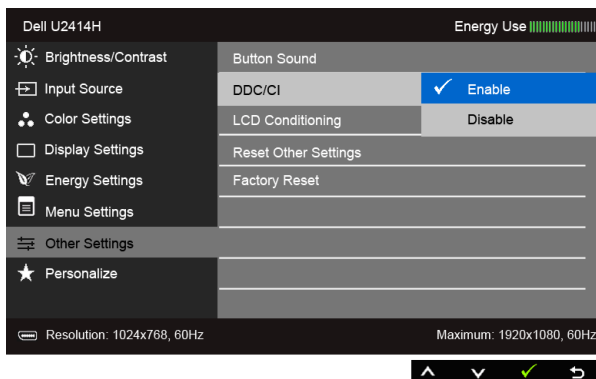 Dell U2414H Energy Use
Brightness/Contrast Button Sound
Input Source DDC/CI Enable
Color Settings LCD Conditioning Disable
Display Settings Reset Other Settings
Energy Settings Factory Reset
Menu Settings
Other Settings
Personalize
Resolution: 1024x768, 60Hz Maximum: 1920x1080, 60Hz